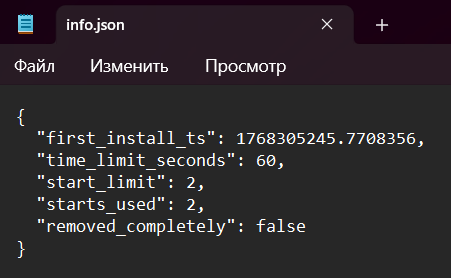 info.json
Файл Изменить Просмотр
{
  "first_install_ts": 1768305245.7708356,
  "time_limit_seconds": 60,
  "start_limit": 2,
  "starts_used": 2,
  "removed_completely": false
}